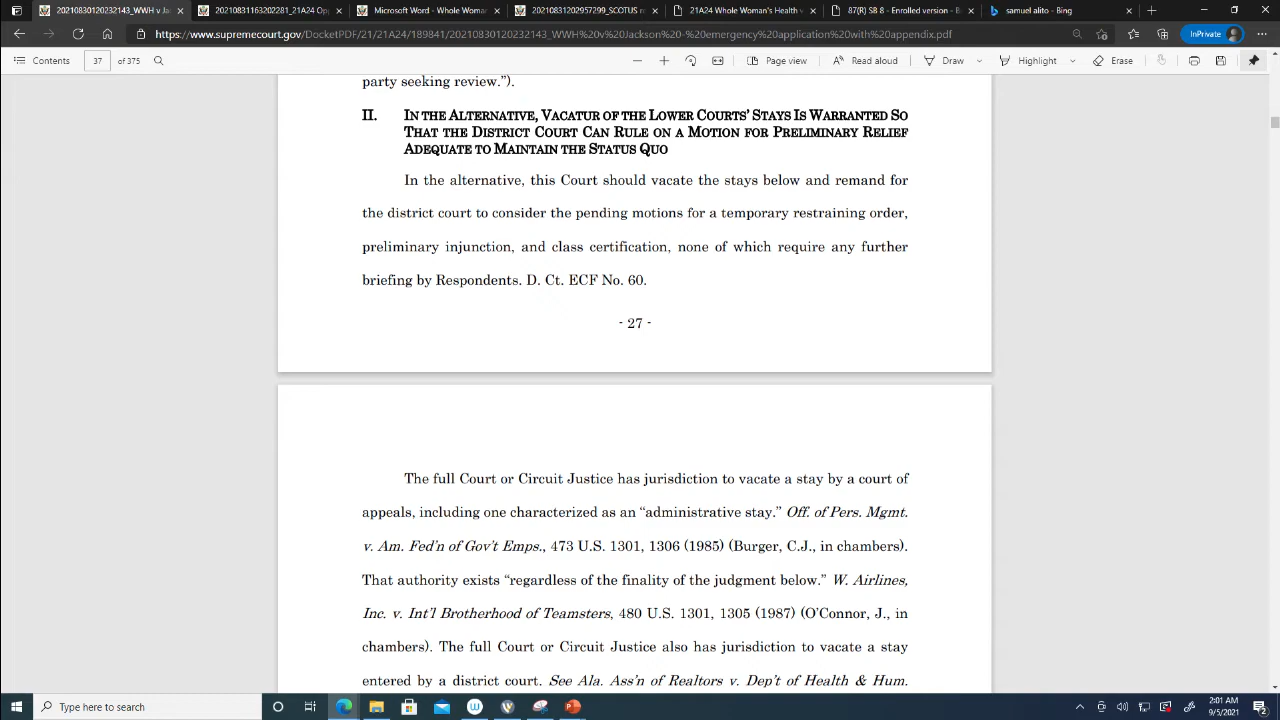 20210830120232143_WWH v Ja
20210831163202281_21A24 Opp
Microsoft Word - Whole Woman
20210831202957299_SCOTUS m
21A24 Whole Woman's Health v
87(R) SB 8 - Enrolled version - B
samuel alito - Bing
https://www.supremecourt.gov/DocketPDF/21/21A24/189841/20210830120232143_WWH%20v%20Jackson%20-%20emergency%20application%20with%20appendix.pdf
InPrivate
Contents
37
of 375
Page view
Read aloud
Draw
Highlight
Erase
party seeking review.”).
II. IN THE ALTERNATIVE, VACATUR OF THE LOWER COURTS’ STAYS IS WARRANTED SO
THAT THE DISTRICT COURT CAN RULE ON A MOTION FOR PRELIMINARY RELIEF
ADEQUATE TO MAINTAIN THE STATUS QUO
In the alternative, this Court should vacate the stays below and remand for
the district court to consider the pending motions for a temporary restraining order,
preliminary injunction, and class certification, none of which require any further
briefing by Respondents. D. Ct. ECF No. 60.
- 27 -
The full Court or Circuit Justice has jurisdiction to vacate a stay by a court of
appeals, including one characterized as an “administrative stay.” Off. of Pers. Mgmt.
v. Am. Fed’n of Gov’t Emps., 473 U.S. 1301, 1306 (1985) (Burger, C.J., in chambers).
That authority exists “regardless of the finality of the judgment below.” W. Airlines,
Inc. v. Int’l Brotherhood of Teamsters, 480 U.S. 1301, 1305 (1987) (O’Connor, J., in
chambers). The full Court or Circuit Justice also has jurisdiction to vacate a stay
entered by a district court. See Ala. Ass’n of Realtors v. Dep’t of Health & Hum.
Type here to search
2:01 AM
9/5/2021
2